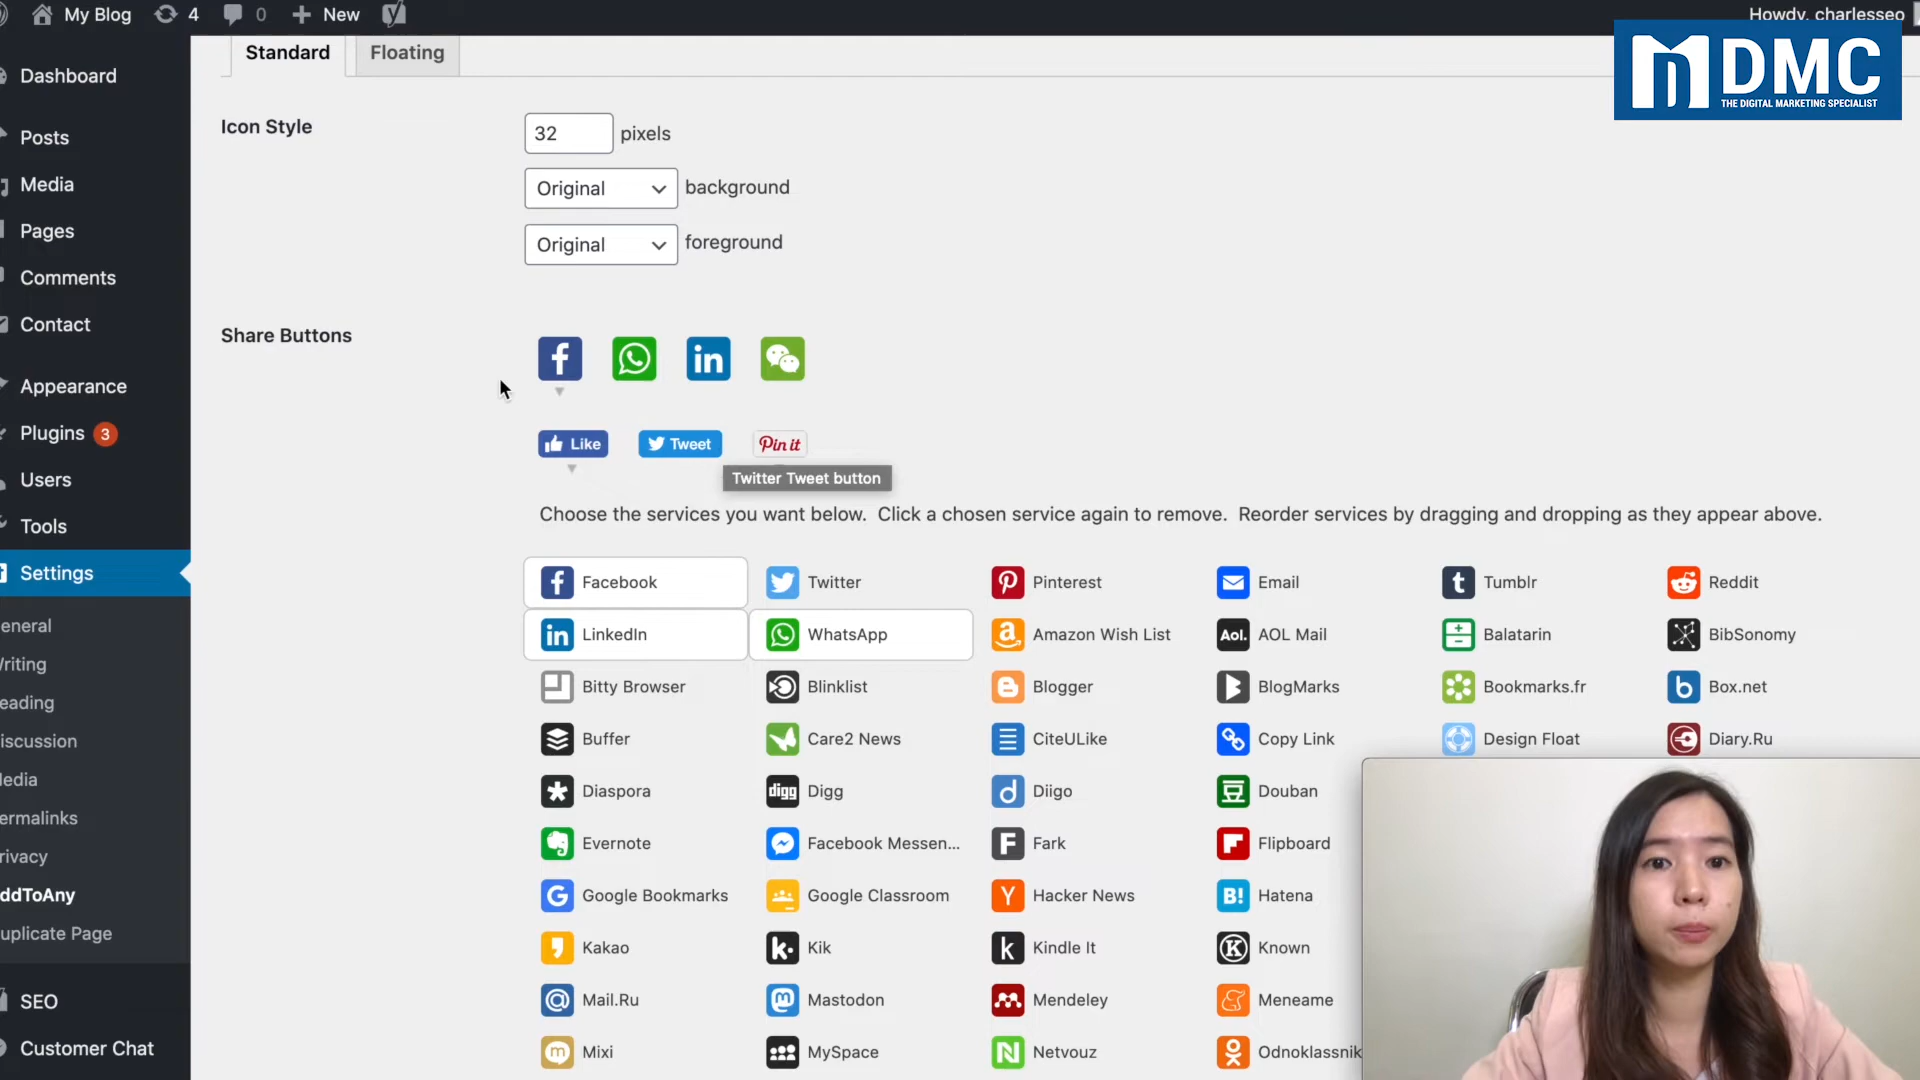 My Blog 4 0 New Howdy, charlesseo
DMC
THE DIGITAL MARKETING SPECIALIST
Dashboard
Posts
Media
Pages
Comments
Contact
Appearance
Plugins 3
Users
Tools
Settings
eneral
riting
eading
iscussion
edia
ermalinks
rivacy
ddToAny
uplicate Page
SEO
Customer Chat
Standard Floating
Icon Style
32 pixels
Original background
Original foreground
Share Buttons
Like Tweet Pin it
Twitter Tweet button
Choose the services you want below. Click a chosen service again to remove. Reorder services by dragging and dropping as they appear above.
Facebook Twitter Pinterest Email Tumblr Reddit
LinkedIn WhatsApp Amazon Wish List Aol. AOL Mail Balatarin BibSonomy
Bitty Browser Blinklist Blogger BlogMarks Bookmarks.fr Box.net
Buffer Care2 News CiteULike Copy Link Design Float Diary.Ru
Diaspora digg Digg Diigo Douban
Evernote Facebook Messen... Fark Flipboard
Google Bookmarks Google Classroom Hacker News B! Hatena
Kakao Kik Kindle It Known
Mail.Ru Mastodon Mendeley Meneame
Mixi MySpace Netvouz Odnoklassnik